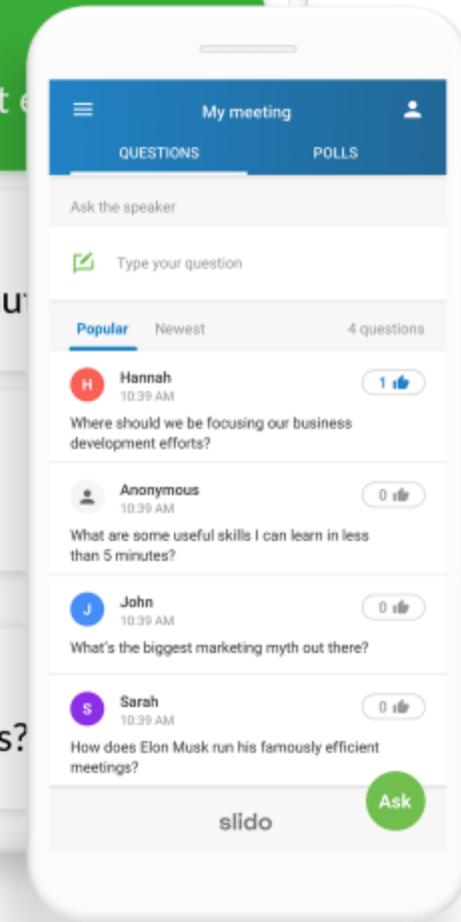 t e
My meeting
QUESTIONS POLLS
Ask the speaker
Type your question
Popular Newest 4 questions
H Hannah 1
10:39 AM
Where should we be focusing our business
development efforts?
Anonymous 0
10:39 AM
What are some useful skills I can learn in less
than 5 minutes?
J John 0
10:39 AM
What's the biggest marketing myth out there?
S Sarah 0
10:39 AM
s?
How does Elon Musk run his famously efficient
meetings?
Ask
slido